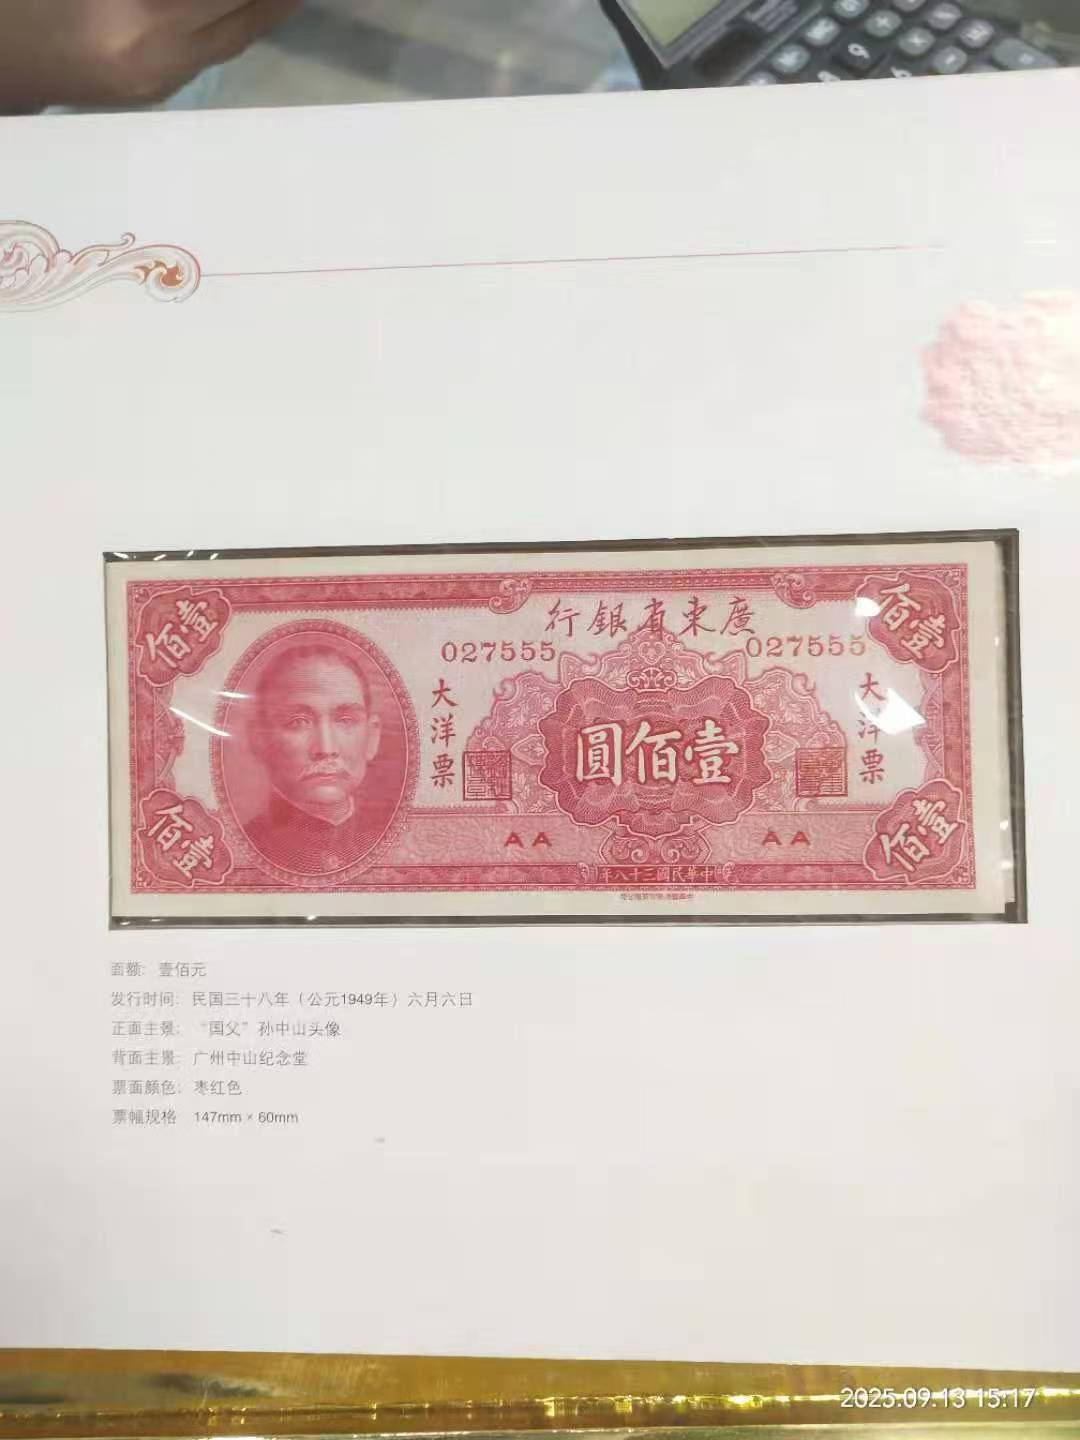 壹佰
行銀省東廣
壹佰
027555
027555
大洋票
圓佰壹
大洋票
壹佰
AA
AA
壹佰
年八十三國民華中
面额: 壹佰元
发行时间: 民国三十八年（公元1949年）六月六日
正面主景: “国父”孙中山头像
背面主景: 广州中山纪念堂
票面颜色: 枣红色
票幅规格 147mm × 60mm
2025.09.13 15:17